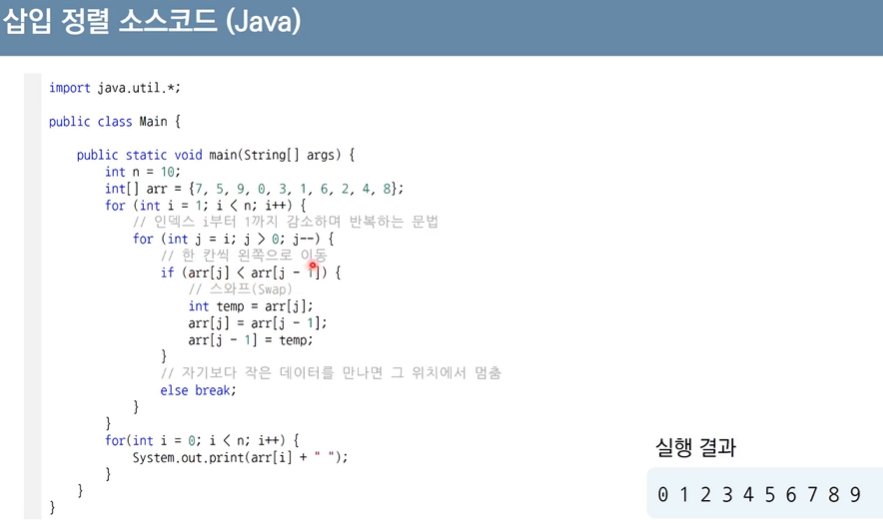 삽입 정렬 소스코드 (Java)
import java.util.*;
public class Main {
public static void main(String[] args) {
int n = 10;
int[] arr = {7, 5, 9, 0, 3, 1, 6, 2, 4, 8};
for (int i = 1; i < n; i++) {
// 인덱스 i부터 1까지 감소하며 반복하는 문법
for (int j = i; j > 0; j--) {
// 한 칸씩 왼쪽으로 이동
if (arr[j] < arr[j - 1]) {
// 스와프(Swap)
int temp = arr[j];
arr[j] = arr[j - 1];
arr[j - 1] = temp;
}
// 자기보다 작은 데이터를 만나면 그 위치에서 멈춤
else break;
}
}
for(int i = 0; i < n; i++) {
System.out.print(arr[i] + " ");
}
}
}
실행 결과
0 1 2 3 4 5 6 7 8 9